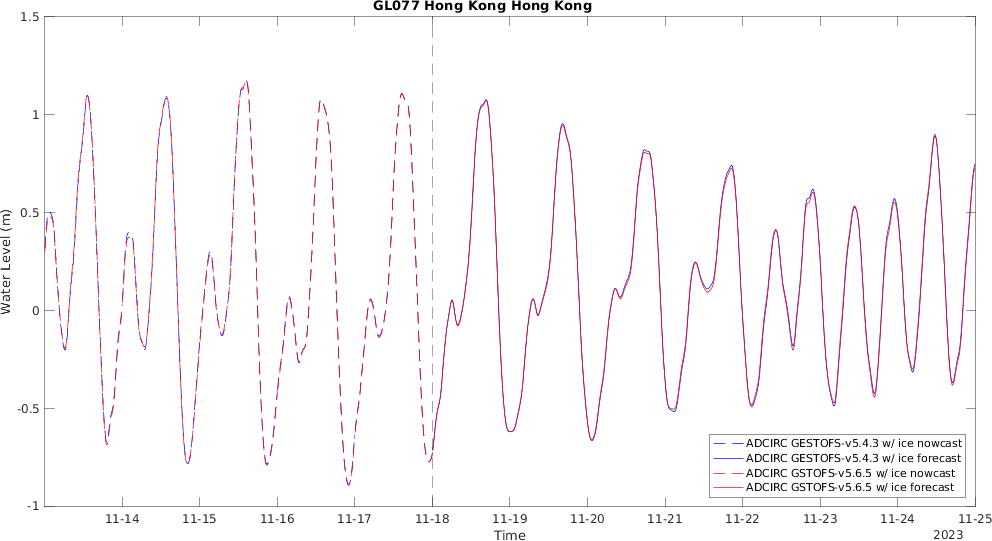 GL077 Hong Kong Hong Kong
1.5
1
0.5
0
-0.5
-1
Water Level (m)
11-14
11-15
11-16
11-17
11-18
11-19
11-20
11-21
11-22
11-23
11-24
11-25
Time
2023
ADCIRC GESTOFS-v5.4.3 w/ ice nowcast
ADCIRC GESTOFS-v5.4.3 w/ ice forecast
ADCIRC GSTOFS-v5.6.5 w/ ice nowcast
ADCIRC GSTOFS-v5.6.5 w/ ice forecast